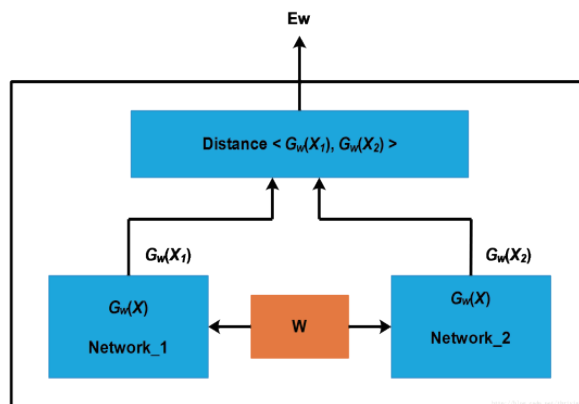 Ew
Distance < Gw(X1), Gw(X2) >
Gw(X1)
Gw(X2)
Gw(X)
Network_1
W
Gw(X)
Network_2